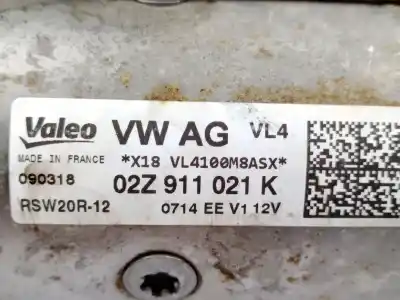 Valeo VW AG VL4
MADE IN FRANCE *X18 VL4100M8ASX*
090318 02Z 911 021 K
RSW20R-12 0714 EE V1 12V